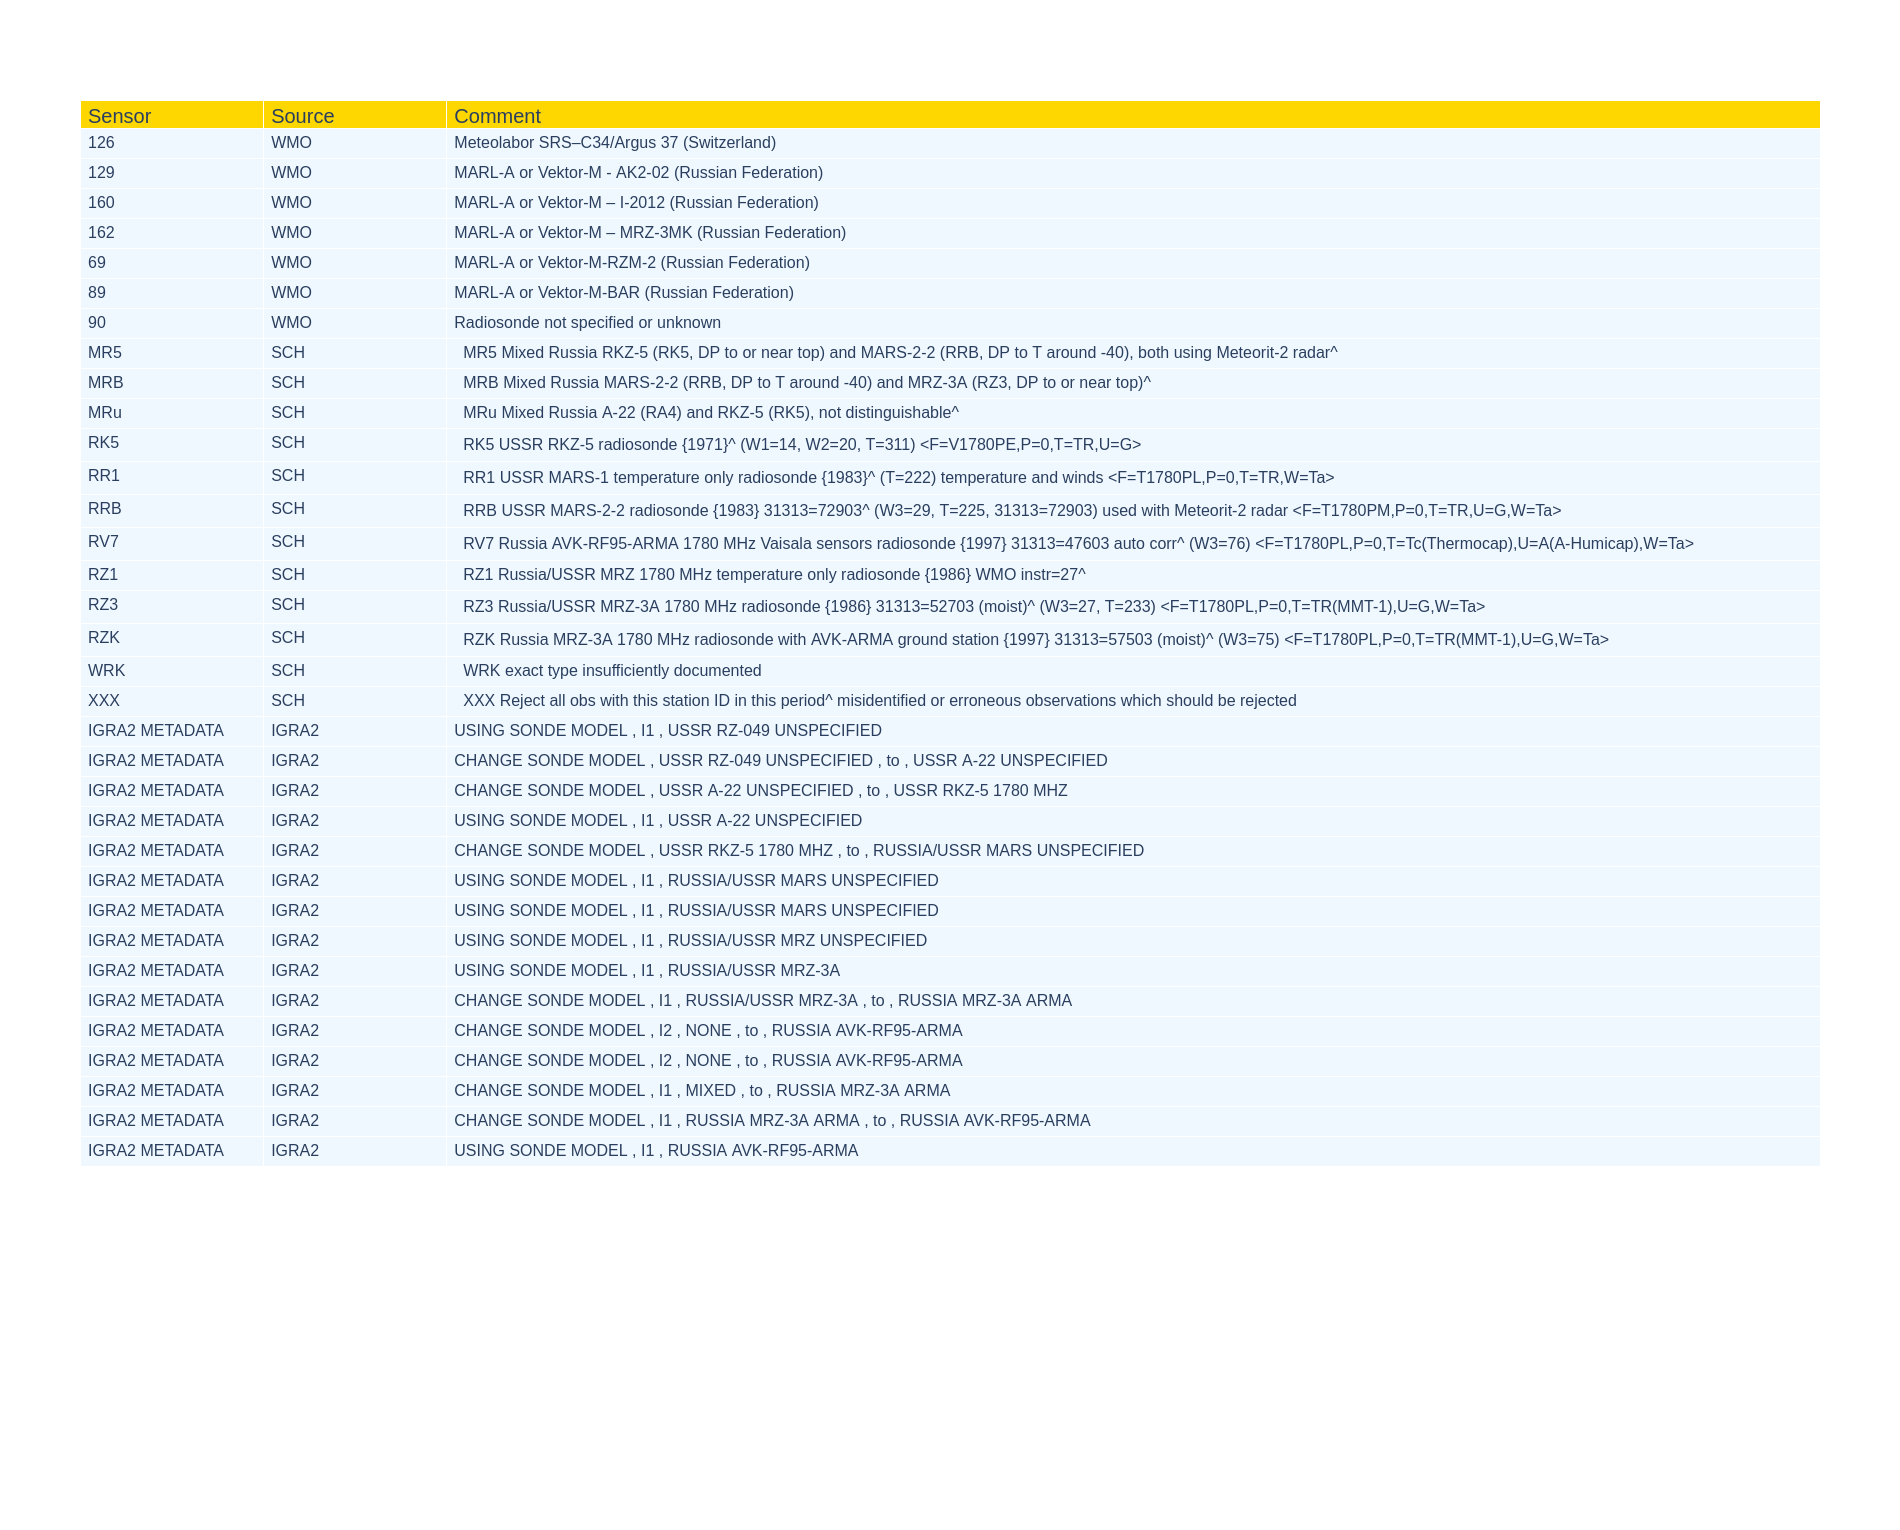 Sensor Source Comment
126 WMO Meteolabor SRS–C34/Argus 37 (Switzerland)
129 WMO MARL-A or Vektor-M - AK2-02 (Russian Federation)
160 WMO MARL-A or Vektor-M – I-2012 (Russian Federation)
162 WMO MARL-A or Vektor-M – MRZ-3MK (Russian Federation)
69 WMO MARL-A or Vektor-M-RZM-2 (Russian Federation)
89 WMO MARL-A or Vektor-M-BAR (Russian Federation)
90 WMO Radiosonde not specified or unknown
MR5 SCH MR5 Mixed Russia RKZ-5 (RK5, DP to or near top) and MARS-2-2 (RRB, DP to T around -40), both using Meteorit-2 radar^
MRB SCH MRB Mixed Russia MARS-2-2 (RRB, DP to T around -40) and MRZ-3A (RZ3, DP to or near top)^
MRu SCH MRu Mixed Russia A-22 (RA4) and RKZ-5 (RK5), not distinguishable^
RK5 SCH RK5 USSR RKZ-5 radiosonde {1971}^ (W1=14, W2=20, T=311) <F=V1780PE,P=0,T=TR,U=G>
RR1 SCH RR1 USSR MARS-1 temperature only radiosonde {1983}^ (T=222) temperature and winds <F=T1780PL,P=0,T=TR,W=Ta>
RRB SCH RRB USSR MARS-2-2 radiosonde {1983} 31313=72903^ (W3=29, T=225, 31313=72903) used with Meteorit-2 radar <F=T1780PM,P=0,T=TR,U=G,W=Ta>
RV7 SCH RV7 Russia AVK-RF95-ARMA 1780 MHz Vaisala sensors radiosonde {1997} 31313=47603 auto corr^ (W3=76) <F=T1780PL,P=0,T=Tc(Thermocap),U=A(A-Humicap),W=Ta>
RZ1 SCH RZ1 Russia/USSR MRZ 1780 MHz temperature only radiosonde {1986} WMO instr=27^
RZ3 SCH RZ3 Russia/USSR MRZ-3A 1780 MHz radiosonde {1986} 31313=52703 (moist)^ (W3=27, T=233) <F=T1780PL,P=0,T=TR(MMT-1),U=G,W=Ta>
RZK SCH RZK Russia MRZ-3A 1780 MHz radiosonde with AVK-ARMA ground station {1997} 31313=57503 (moist)^ (W3=75) <F=T1780PL,P=0,T=TR(MMT-1),U=G,W=Ta>
WRK SCH WRK exact type insufficiently documented
XXX SCH XXX Reject all obs with this station ID in this period^ misidentified or erroneous observations which should be rejected
IGRA2 METADATA IGRA2 USING SONDE MODEL , I1 , USSR RZ-049 UNSPECIFIED
IGRA2 METADATA IGRA2 CHANGE SONDE MODEL , USSR RZ-049 UNSPECIFIED , to , USSR A-22 UNSPECIFIED
IGRA2 METADATA IGRA2 CHANGE SONDE MODEL , USSR A-22 UNSPECIFIED , to , USSR RKZ-5 1780 MHZ
IGRA2 METADATA IGRA2 USING SONDE MODEL , I1 , USSR A-22 UNSPECIFIED
IGRA2 METADATA IGRA2 CHANGE SONDE MODEL , USSR RKZ-5 1780 MHZ , to , RUSSIA/USSR MARS UNSPECIFIED
IGRA2 METADATA IGRA2 USING SONDE MODEL , I1 , RUSSIA/USSR MARS UNSPECIFIED
IGRA2 METADATA IGRA2 USING SONDE MODEL , I1 , RUSSIA/USSR MARS UNSPECIFIED
IGRA2 METADATA IGRA2 USING SONDE MODEL , I1 , RUSSIA/USSR MRZ UNSPECIFIED
IGRA2 METADATA IGRA2 USING SONDE MODEL , I1 , RUSSIA/USSR MRZ-3A
IGRA2 METADATA IGRA2 CHANGE SONDE MODEL , I1 , RUSSIA/USSR MRZ-3A , to , RUSSIA MRZ-3A ARMA
IGRA2 METADATA IGRA2 CHANGE SONDE MODEL , I2 , NONE , to , RUSSIA AVK-RF95-ARMA
IGRA2 METADATA IGRA2 CHANGE SONDE MODEL , I2 , NONE , to , RUSSIA AVK-RF95-ARMA
IGRA2 METADATA IGRA2 CHANGE SONDE MODEL , I1 , MIXED , to , RUSSIA MRZ-3A ARMA
IGRA2 METADATA IGRA2 CHANGE SONDE MODEL , I1 , RUSSIA MRZ-3A ARMA , to , RUSSIA AVK-RF95-ARMA
IGRA2 METADATA IGRA2 USING SONDE MODEL , I1 , RUSSIA AVK-RF95-ARMA